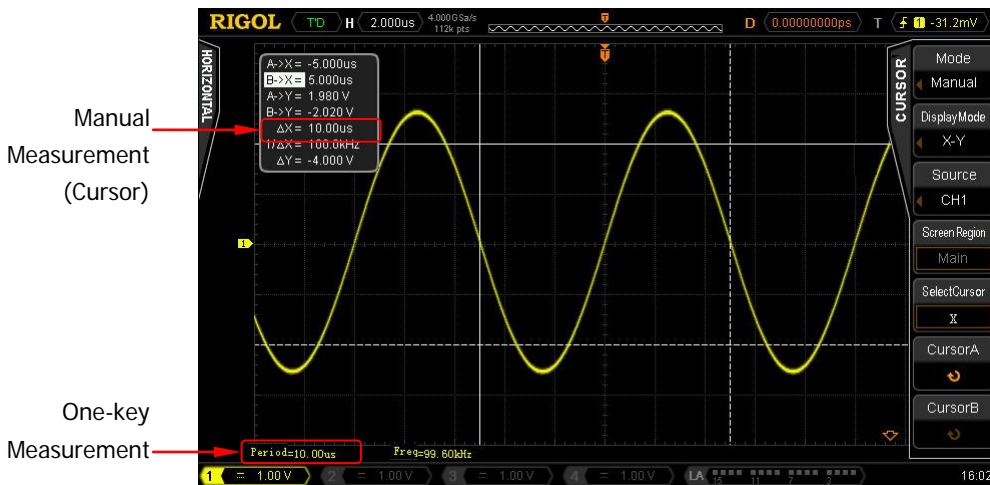 RIGOL T'D H 2.000us 4.000GSa/s 112k pts D 0.00000000ps T 1 -31.2mV
HORIZONTAL
A->X= -5.000us
B->X= 5.000us
A->Y= 1.980 V
B->Y= -2.020 V
ΔX= 10.00us
1/ΔX= 100.0kHz
ΔY= -4.000 V
Manual
Measurement
(Cursor)
One-key
Measurement
CURSOR
Mode
Manual
DisplayMode
X-Y
Source
CH1
Screen Region
Main
SelectCursor
X
CursorA
CursorB
T
T
1
Period=10.00us Freq=99.60kHz
1 = 1.00 V 2 = 1.00 V 3 = 1.00 V 4 = 1.00 V LA 15 11 7 3 16:02